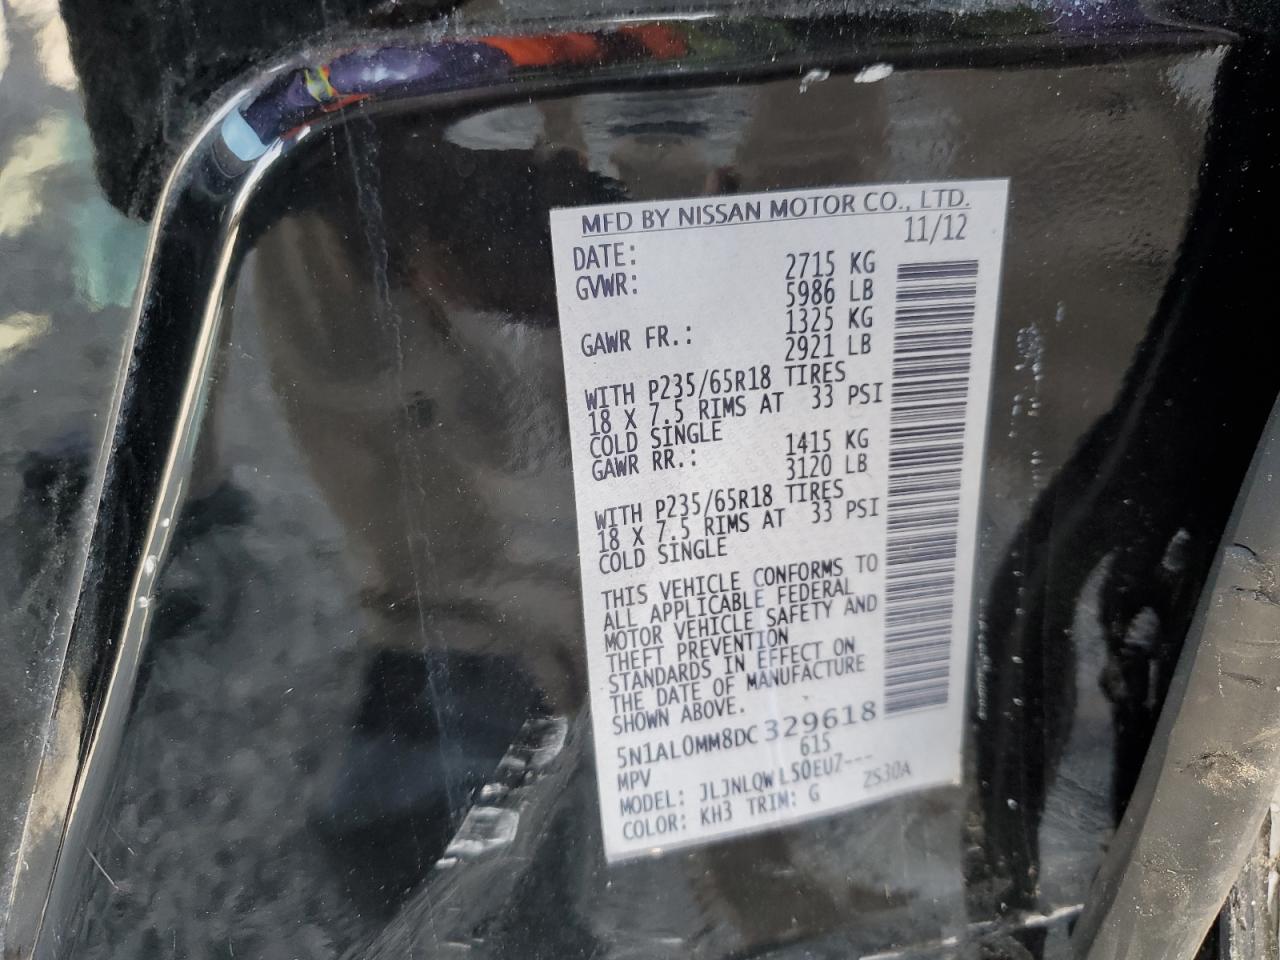 MFD BY NISSAN MOTOR CO., LTD.
DATE: 11/12
GVWR: 2715 KG
5986 LB
GAWR FR.: 1325 KG
2921 LB
WITH P235/65R18 TIRES
18 X 7.5 RIMS AT 33 PSI
COLD SINGLE
GAWR RR.: 1415 KG
3120 LB
WITH P235/65R18 TIRES
18 X 7.5 RIMS AT 33 PSI
COLD SINGLE
THIS VEHICLE CONFORMS TO
ALL APPLICABLE FEDERAL
MOTOR VEHICLE SAFETY AND
THEFT PREVENTION
STANDARDS IN EFFECT ON
THE DATE OF MANUFACTURE
SHOWN ABOVE.
5N1AL0MM8DC329618
MPV 615
MODEL: JLJNLQWL50EUZ---
COLOR: KH3 TRIM: G ZS30A